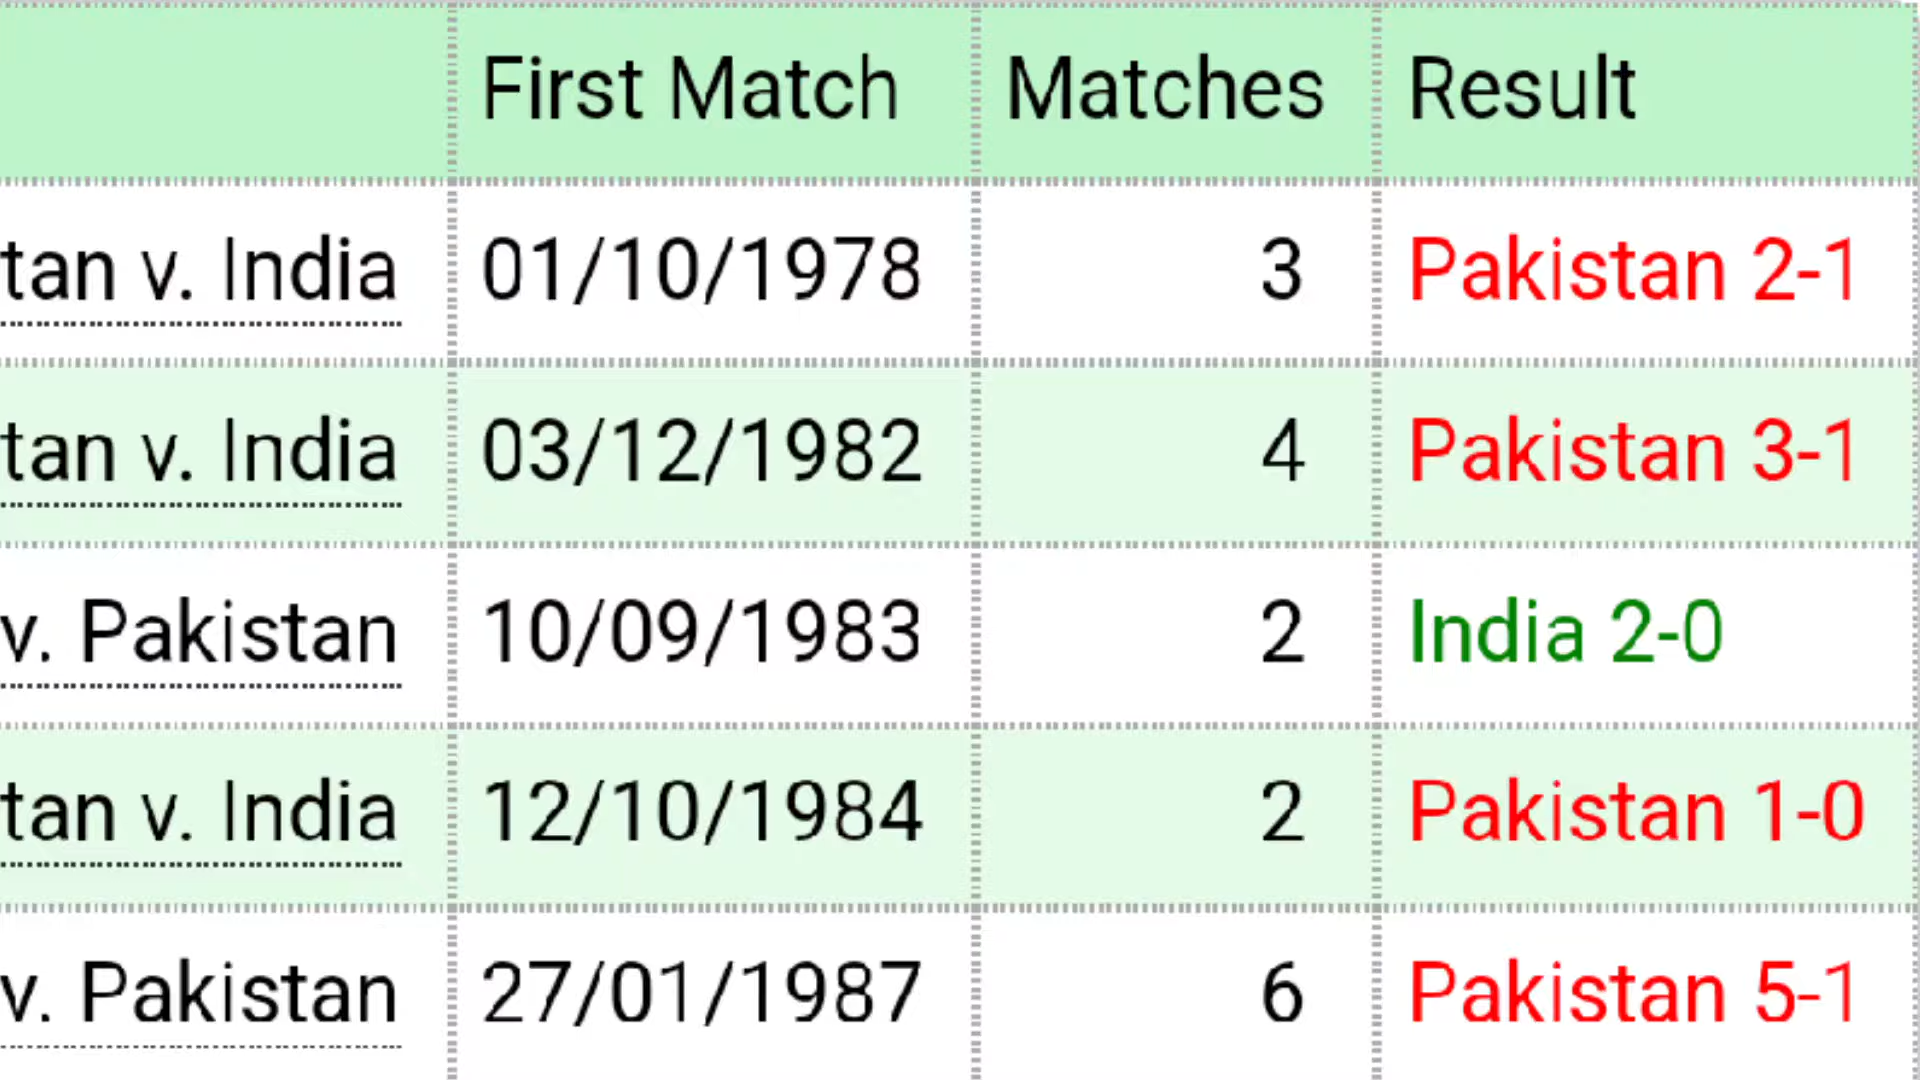 First Match Matches Result
tan v. India 01/10/1978 3 Pakistan 2-1
tan v. India 03/12/1982 4 Pakistan 3-1
v. Pakistan 10/09/1983 2 India 2-0
tan v. India 12/10/1984 2 Pakistan 1-0
v. Pakistan 27/01/1987 6 Pakistan 5-1